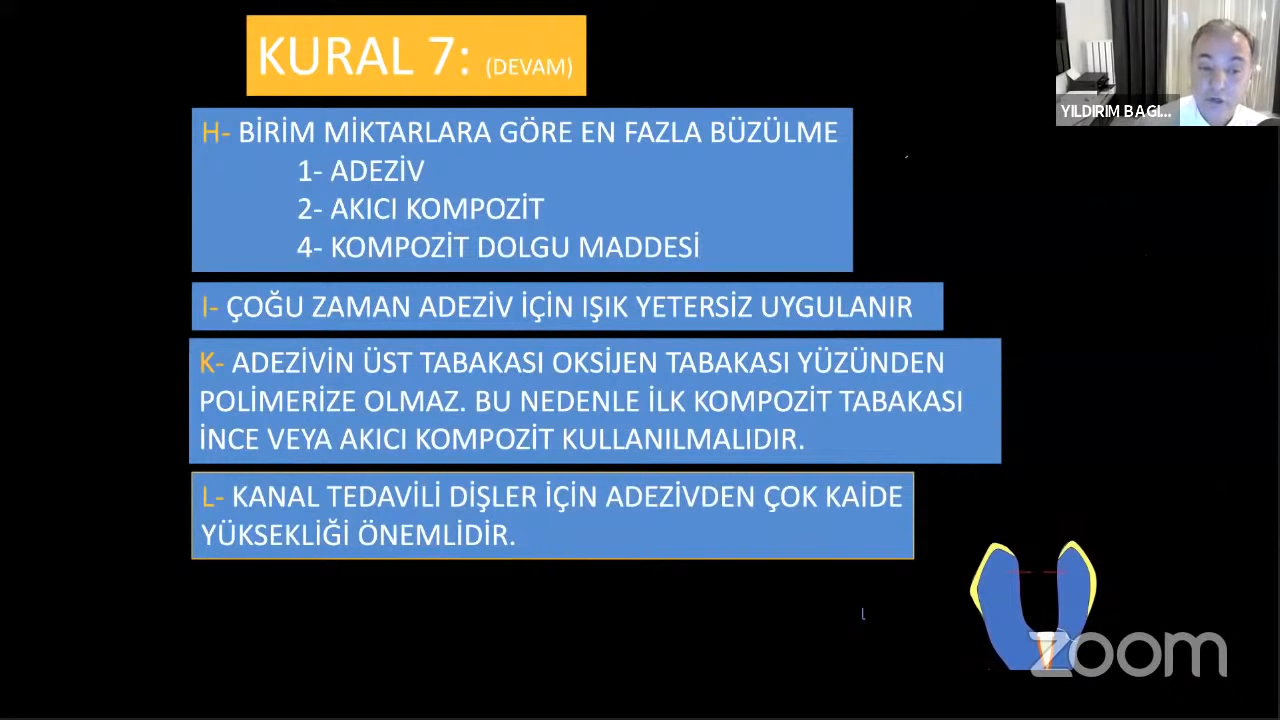 KURAL 7: (DEVAM)
YILDIRIM BAGI...
H- BİRİM MİKTARLARA GÖRE EN FAZLA BÜZÜLME
1- ADEZİV
2- AKICI KOMPOZİT
4- KOMPOZİT DOLGU MADDESİ
I- ÇOĞU ZAMAN ADEZİV İÇİN IŞIK YETERSİZ UYGULANIR
K- ADEZİVİN ÜST TABAKASI OKSİJEN TABAKASI YÜZÜNDEN
POLİMERİZE OLMAZ. BU NEDENLE İLK KOMPOZİT TABAKASI
İNCE VEYA AKICI KOMPOZİT KULLANILMALIDIR.
L- KANAL TEDAVİLİ DİŞLER İÇİN ADEZİVDEN ÇOK KAİDE
YÜKSEKLİĞİ ÖNEMLİDİR.
zoom